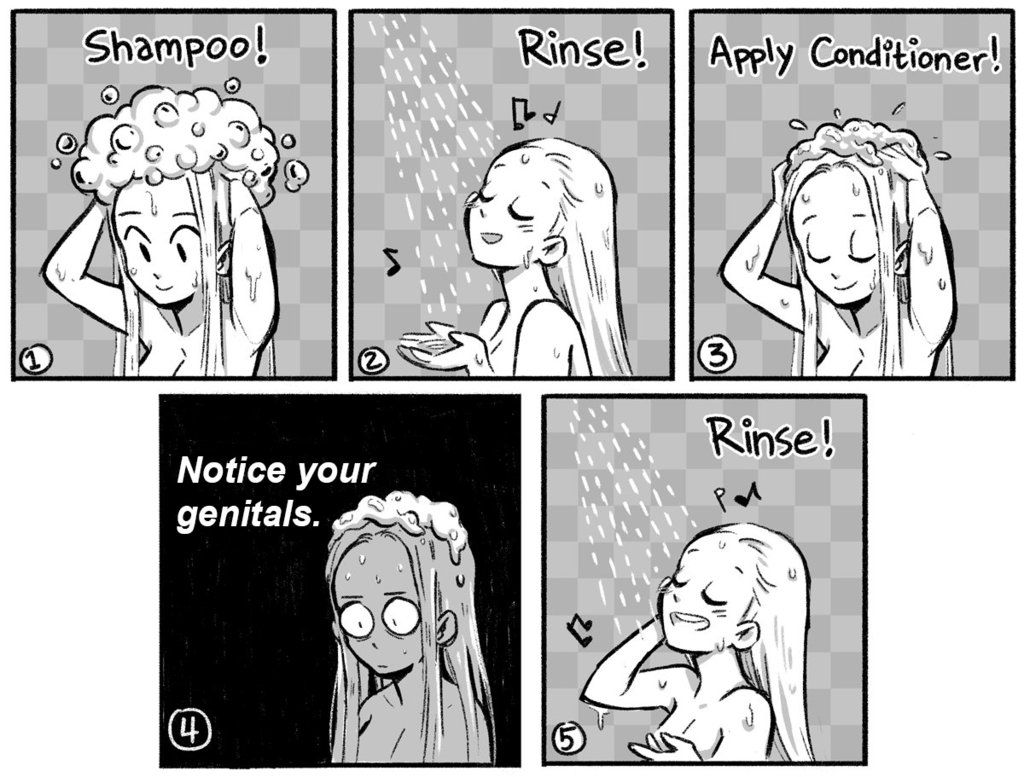 Shampoo!
1
Rinse!
2
Apply Conditioner!
3
Notice your
genitals.
4
Rinse!
5